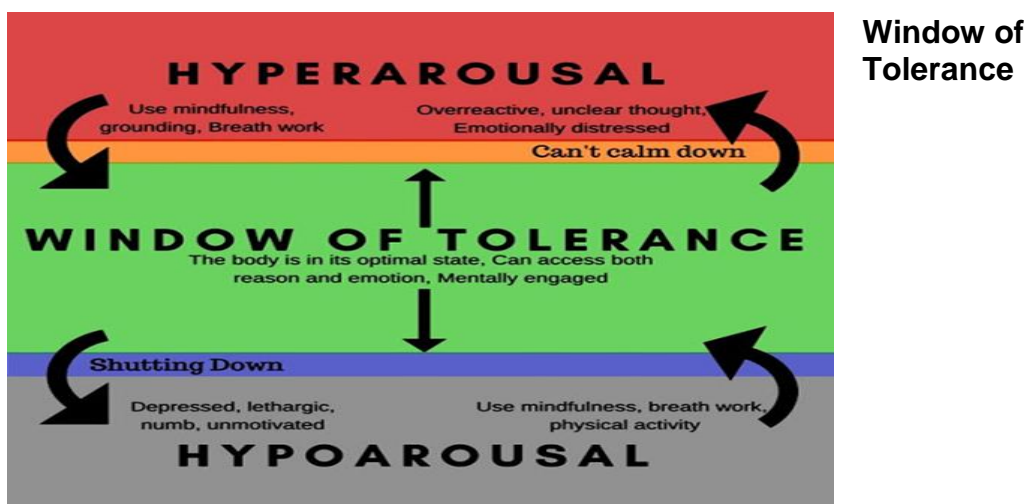 Window of
Tolerance
HYPERAROUSAL
Use mindfulness,
grounding, Breath work
Overreactive, unclear thought,
Emotionally distressed
Can't calm down
WINDOW OF TOLERANCE
The body is in its optimal state, Can access both
reason and emotion, Mentally engaged
Shutting Down
Depressed, lethargic,
numb, unmotivated
Use mindfulness, breath work,
physical activity
HYPOAROUSAL